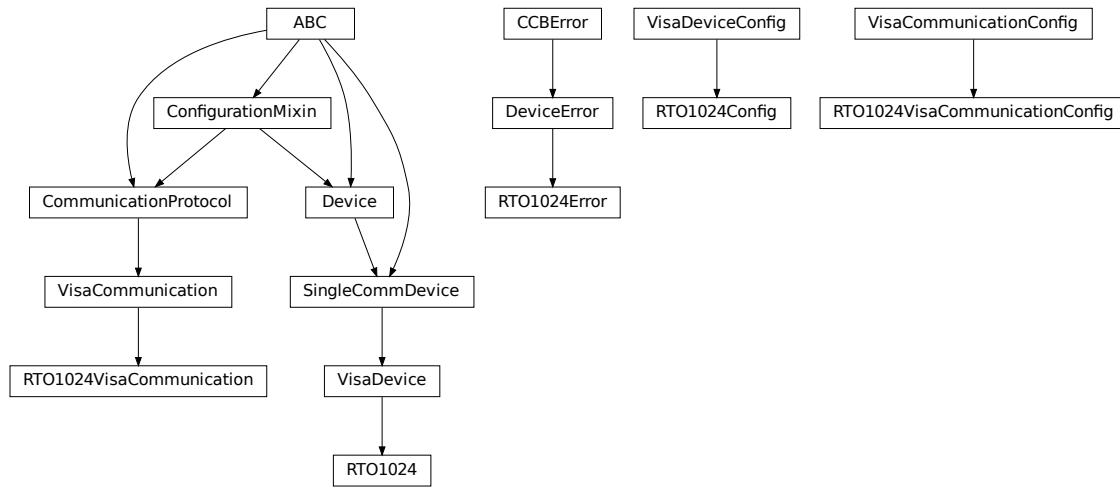 ABC
CCBError
VisaDeviceConfig
VisaCommunicationConfig
ConfigurationMixin
DeviceError
RTO1024Config
RTO1024VisaCommunicationConfig
CommunicationProtocol
Device
RTO1024Error
VisaCommunication
SingleCommDevice
RTO1024VisaCommunication
VisaDevice
RTO1024